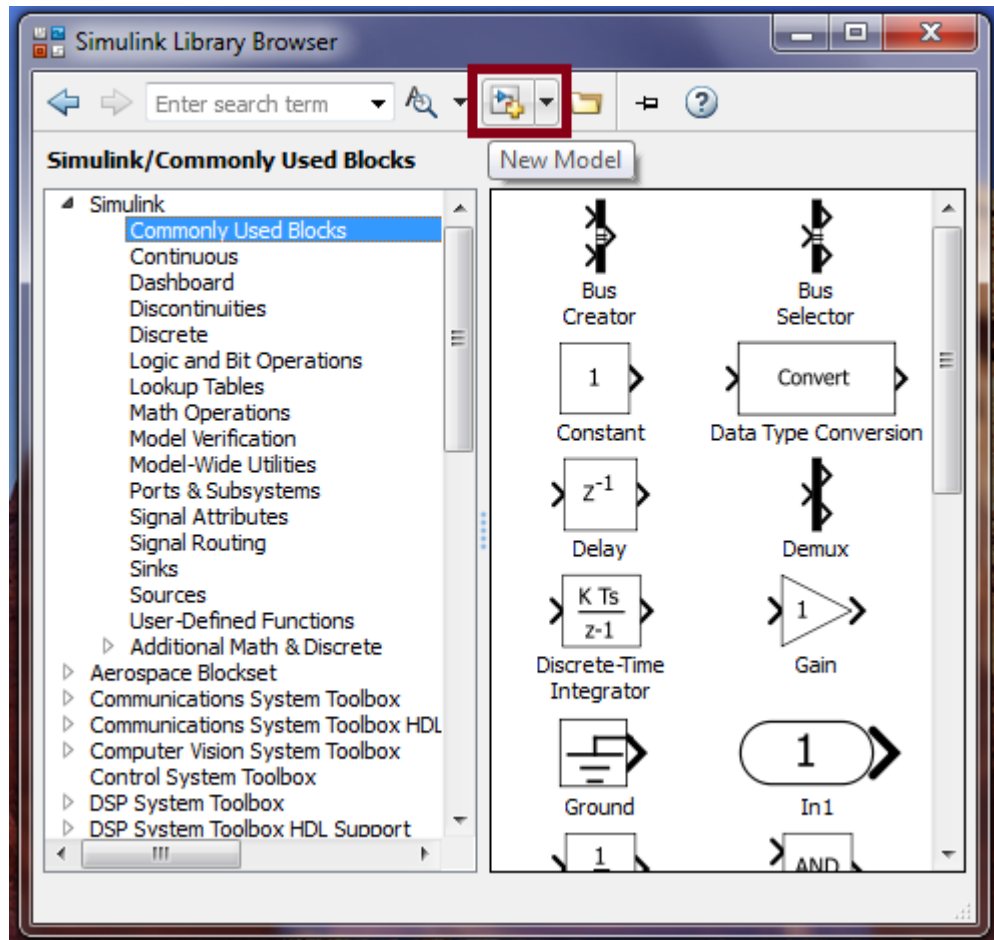 Simulink Library Browser
Enter search term
Simulink/Commonly Used Blocks
New Model
Simulink
Commonly Used Blocks
Continuous
Dashboard
Discontinuities
Discrete
Logic and Bit Operations
Lookup Tables
Math Operations
Model Verification
Model-Wide Utilities
Ports & Subsystems
Signal Attributes
Signal Routing
Sinks
Sources
User-Defined Functions
Additional Math & Discrete
Aerospace Blockset
Communications System Toolbox
Communications System Toolbox HDL
Computer Vision System Toolbox
Control System Toolbox
DSP System Toolbox
DSP System Toolbox HDL Support
Bus
Creator
Bus
Selector
1
Constant
Convert
Data Type Conversion
z-1
Delay
Demux
K Ts
z-1
Discrete-Time
Integrator
1
Gain
Ground
1
In1
1
AND